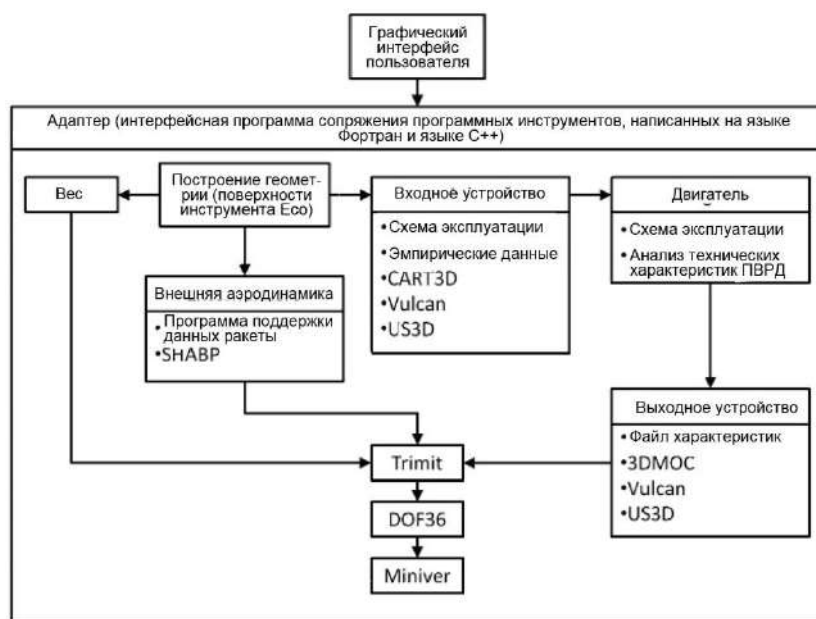 Графический
интерфейс
пользователя
Адаптер (интерфейсная программа сопряжения программных инструментов, написанных на языке
Фортран и языке С++)
Вес
Построение геомет-
рии (поверхности
инструмента Eco)
Входное устройство
•Схема эксплуатации
•Эмпирические данные
•CART3D
•Vulcan
•US3D
Двигатель
•Схема эксплуатации
•Анализ технических
характеристик ПВРД
Внешняя аэродинамика
•Программа поддержки
данных ракеты
•SHABP
Выходное устройство
•Файл характеристик
•3DMOC
•Vulcan
•US3D
Trimit
DOF36
Miniver